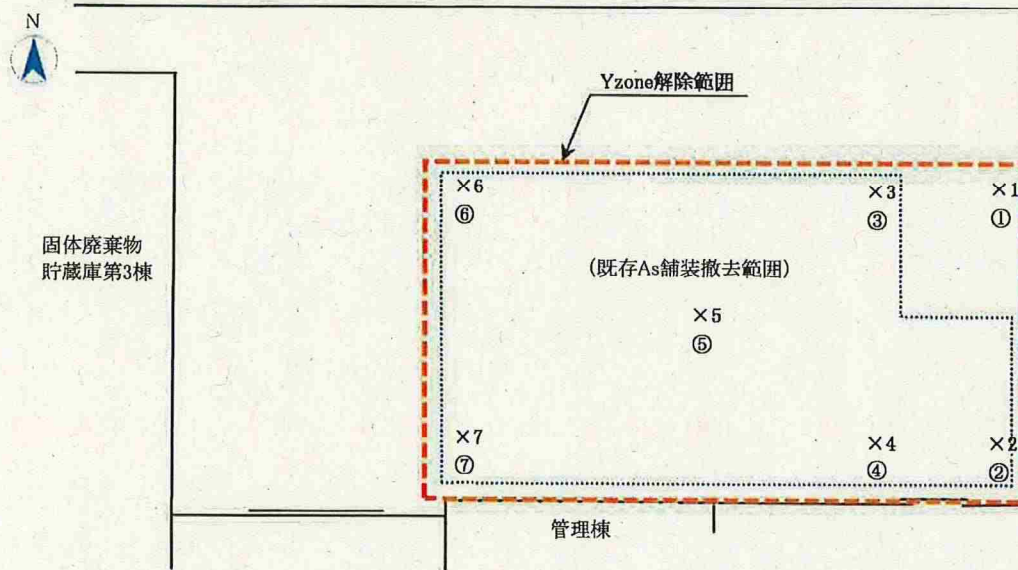 N
Yzone解除範囲
×6
⑥
×3
③
×1
①
固体廃棄物
貯蔵庫第3棟
(既存As舗装撤去範囲)
×5
⑤
×7
⑦
×4
④
×2
②
管理棟